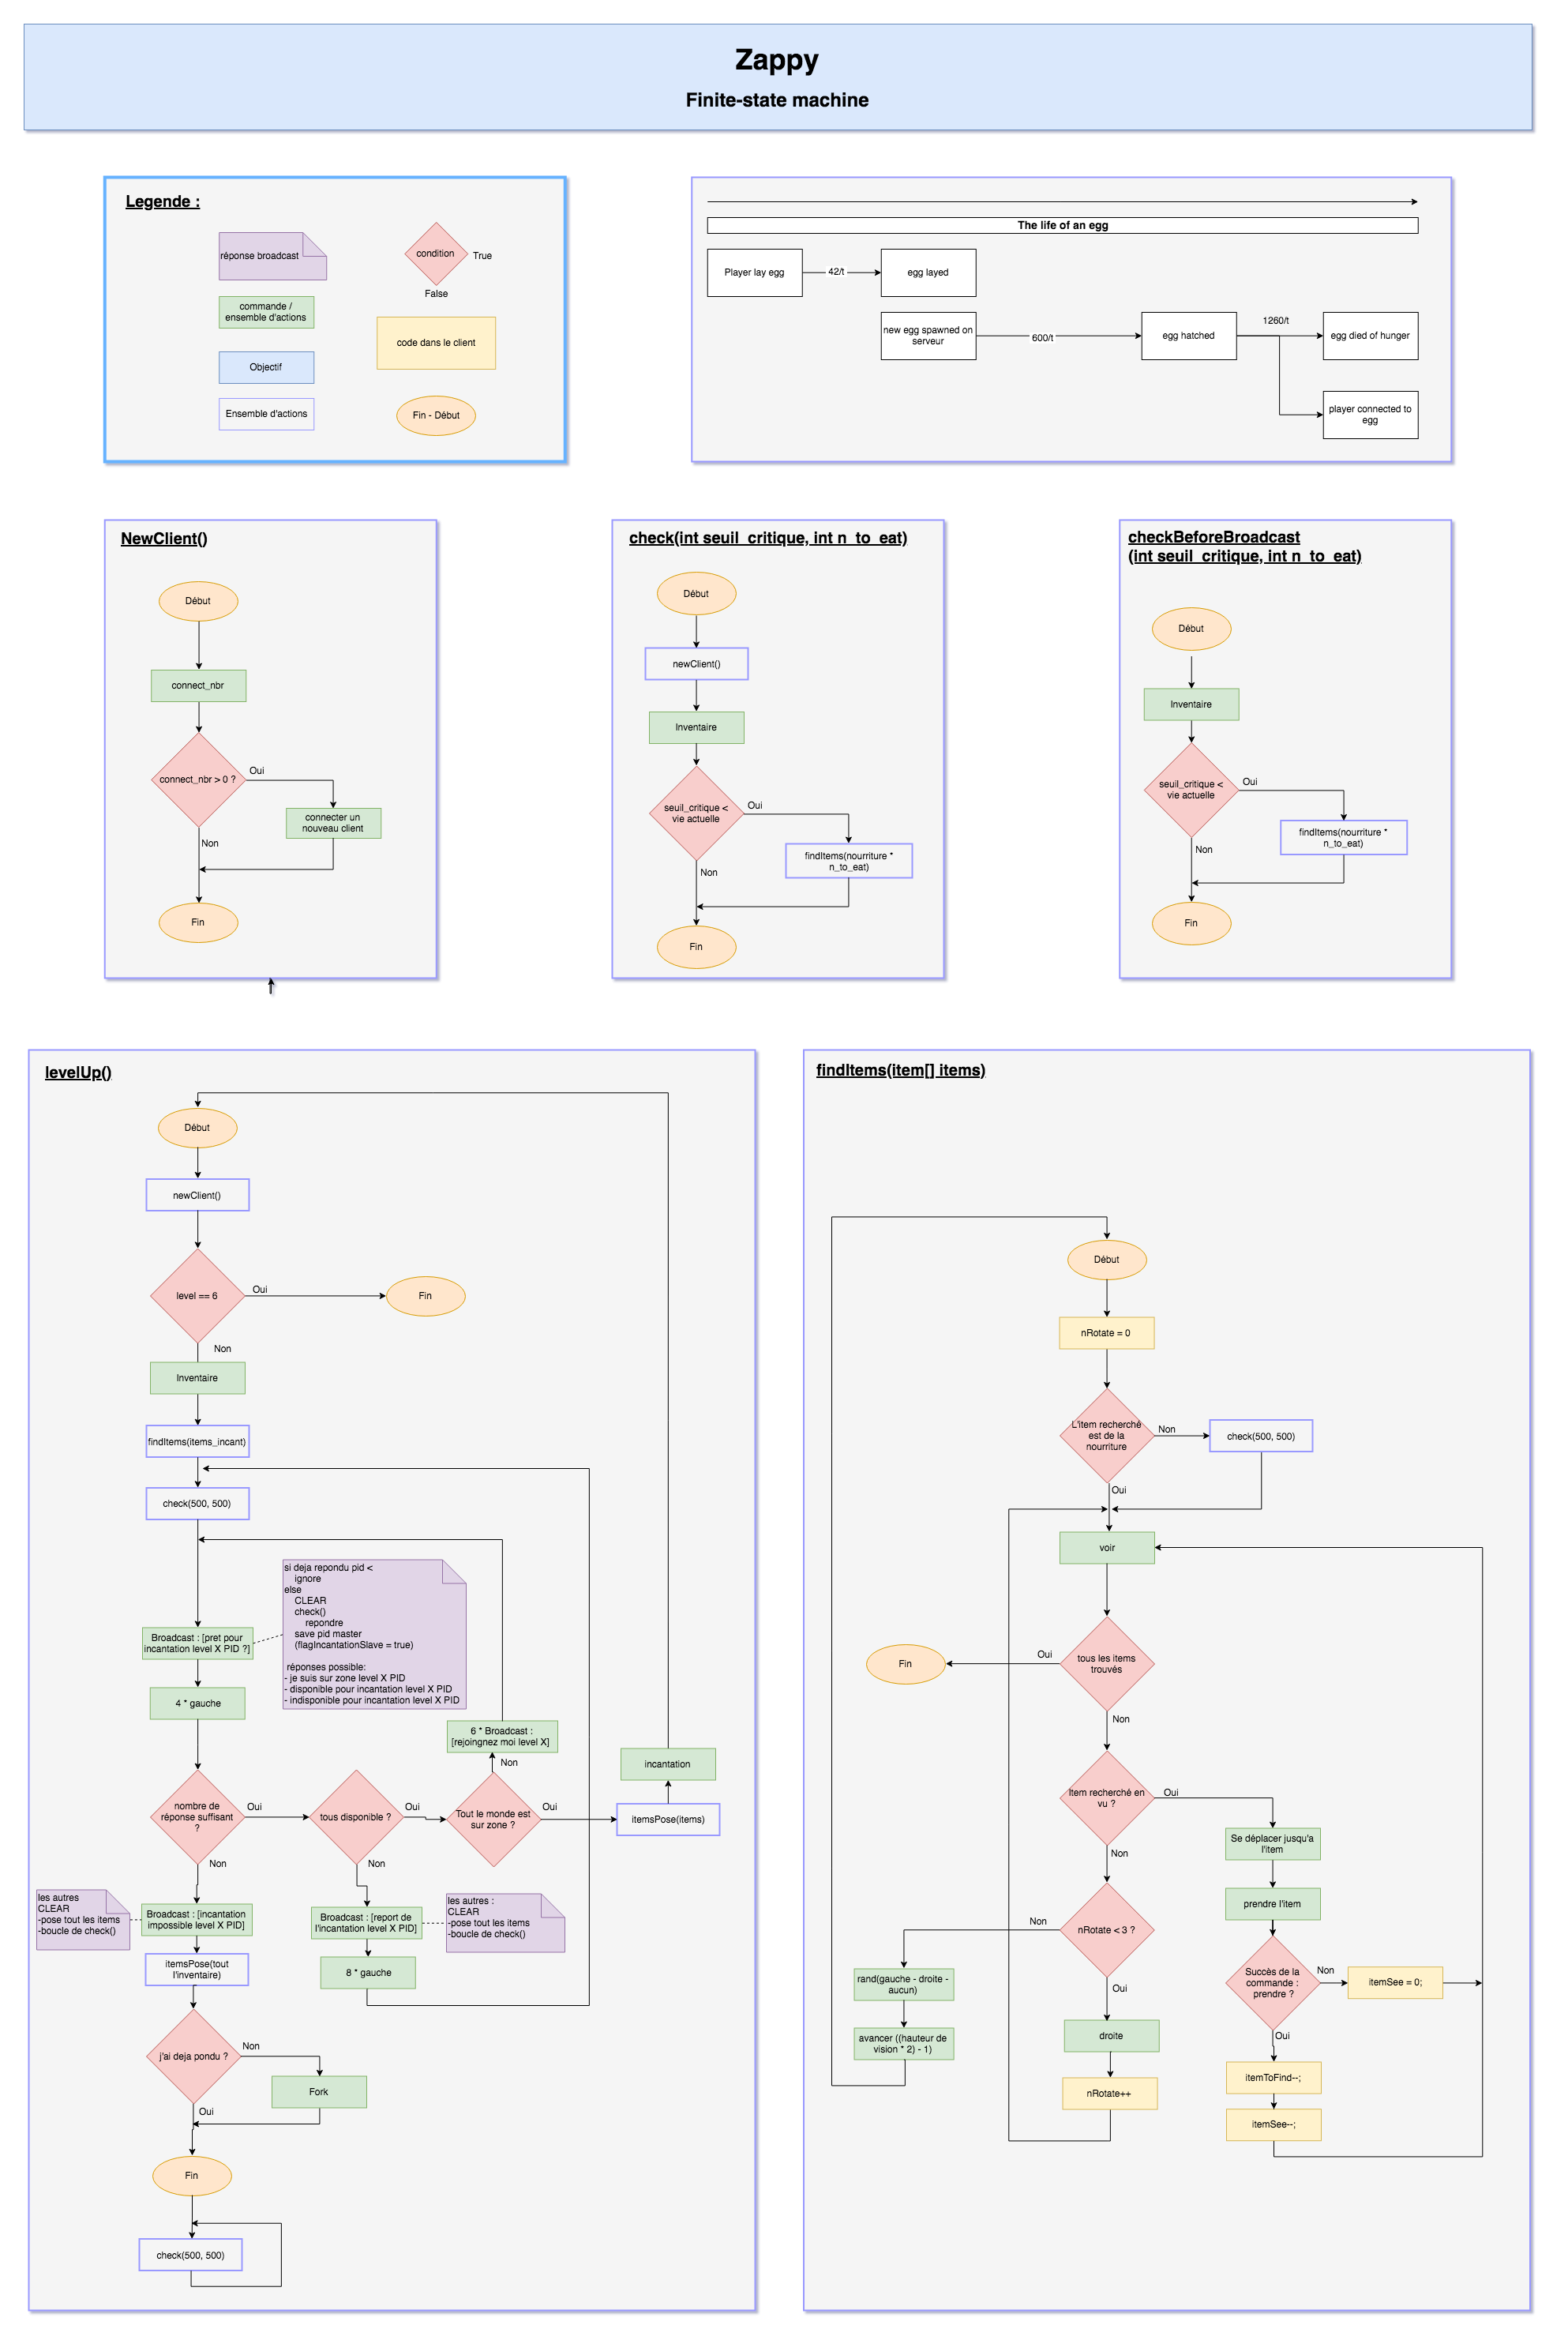 Zappy
Finite-state machine
Legende :
réponse broadcast
condition
True
False
commande /
ensemble d'actions
code dans le client
Objectif
Ensemble d'actions
Fin - Début
The life of an egg
Player lay egg
42/t
egg layed
new egg spawned on
serveur
600/t
egg hatched
1260/t
egg died of hunger
player connected to
egg
NewClient()
Début
connect_nbr
connect_nbr > 0 ?
Oui
connecter un
nouveau client
Non
Fin
check(int seuil_critique, int n_to_eat)
Début
newClient()
Inventaire
seuil_critique <
vie actuelle
Oui
findItems(nourriture *
n_to_eat)
Non
Fin
checkBeforeBroadcast
(int seuil_critique, int n_to_eat)
Début
Inventaire
seuil_critique <
vie actuelle
Oui
findItems(nourriture *
n_to_eat)
Non
Fin
levelUp()
Début
newClient()
level == 6
Oui
Fin
Non
Inventaire
findItems(items_incant)
check(500, 500)
si deja repondu pid <
ignore
else
CLEAR
check()
repondre
save pid master
(flagIncantationSlave = true)
réponses possible:
- je suis sur zone level X PID
- disponible pour incantation level X PID
- indisponible pour incantation level X PID
Broadcast : [pret pour
incantation level X PID ?]
4 * gauche
6 * Broadcast :
[rejoingnez moi level X]
Non
incantation
nombre de
réponse suffisant
?
Oui
tous disponible ?
Oui
Tout le monde est
sur zone ?
Oui
itemsPose(items)
Non
Non
les autres
CLEAR
-pose tout les items
-boucle de check()
Broadcast : [incantation
impossible level X PID]
Broadcast : [report de
l'incantation level X PID]
les autres :
CLEAR
-pose tout les items
-boucle de check()
itemsPose(tout
l'inventaire)
8 * gauche
j'ai deja pondu ?
Non
Fork
Oui
Fin
check(500, 500)
findItems(item[] items)
Début
nRotate = 0
L'item recherché
est de la
nourriture
Non
check(500, 500)
Oui
voir
tous les items
trouvés
Oui
Fin
Non
Item recherché en
vu ?
Oui
Se déplacer jusqu'a
l'item
Non
prendre l'item
nRotate < 3 ?
Non
Succès de la
commande :
prendre ?
Non
itemSee = 0;
rand(gauche - droite -
aucun)
Oui
droite
Oui
avancer ((hauteur de
vision * 2) - 1)
itemToFind--;
nRotate++
itemSee--;